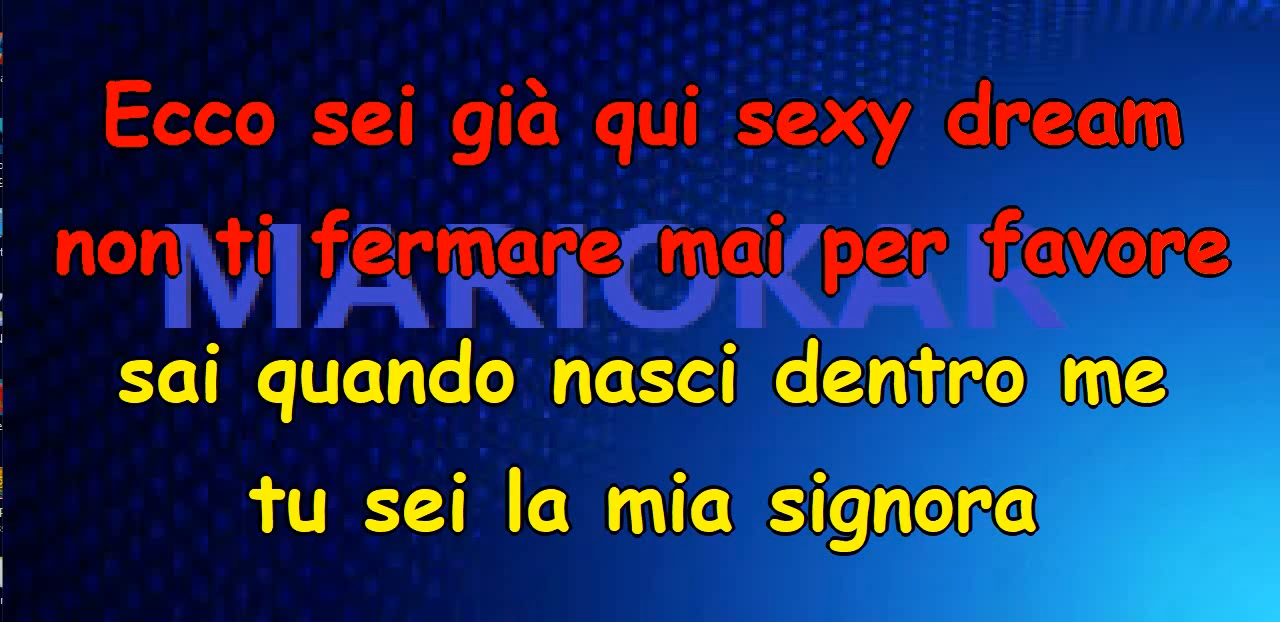 Ecco sei già qui sexy dream
non ti fermare mai per favore
MARIOKAR
sai quando nasci dentro me
tu sei la mia signora